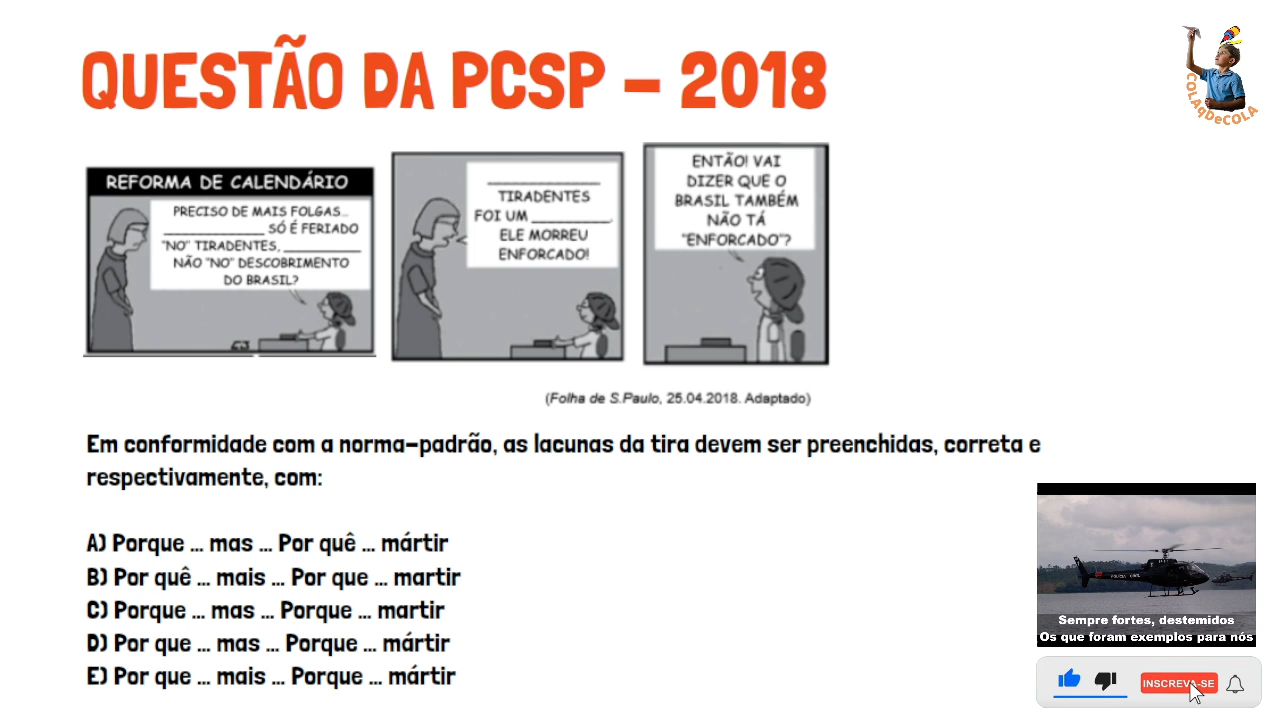 QUESTÃO DA PCSP – 2018
COLAqDeCOLA
REFORMA DE CALENDÁRIO
PRECISO DE MAIS FOLGAS...
______________ SÓ É FERIADO
"NO" TIRADENTES, __________
NÃO "NO" DESCOBRIMENTO
DO BRASIL?
______________
TIRADENTES
FOI UM __________.
ELE MORREU
ENFORCADO!
ENTÃO! VAI
DIZER QUE O
BRASIL TAMBÉM
NÃO TÁ
"ENFORCADO"?
(Folha de S.Paulo, 25.04.2018. Adaptado)
Em conformidade com a norma-padrão, as lacunas da tira devem ser preenchidas, correta e
respectivamente, com:
A) Porque ... mas ... Por quê ... mártir
B) Por quê ... mais ... Por que ... martir
C) Porque ... mas ... Porque ... martir
D) Por que ... mas ... Porque ... mártir
E) Por que ... mais ... Porque ... mártir
POLÍCIA CIVIL
Sempre fortes, destemidos
Os que foram exemplos para nós
INSCREVA-SE